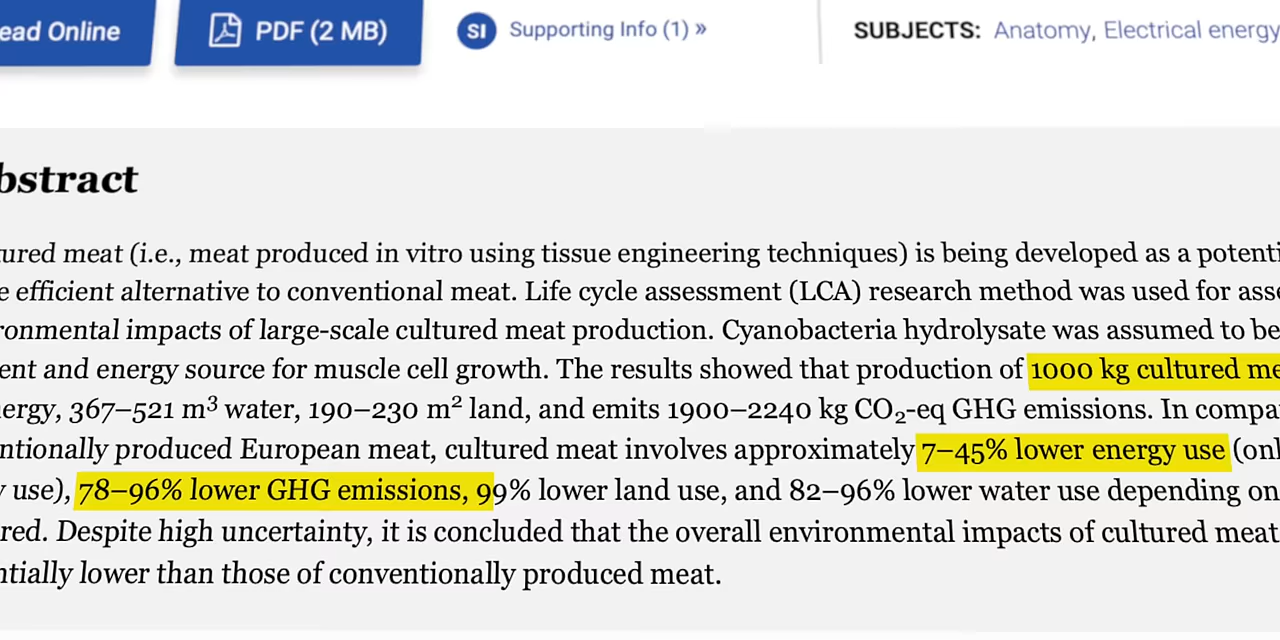 ead Online
PDF (2 MB)
SI Supporting Info (1) »
SUBJECTS: Anatomy, Electrical energy
bstract
tured meat (i.e., meat produced in vitro using tissue engineering techniques) is being developed as a potenti
e efficient alternative to conventional meat. Life cycle assessment (LCA) research method was used for asse
ronmental impacts of large-scale cultured meat production. Cyanobacteria hydrolysate was assumed to be
ent and energy source for muscle cell growth. The results showed that production of 1000 kg cultured me
ergy, 367–521 m³ water, 190–230 m² land, and emits 1900–2240 kg CO₂-eq GHG emissions. In compa
ntionally produced European meat, cultured meat involves approximately 7–45% lower energy use (onl
y use), 78–96% lower GHG emissions, 99% lower land use, and 82–96% lower water use depending on
red. Despite high uncertainty, it is concluded that the overall environmental impacts of cultured meat
ntially lower than those of conventionally produced meat.